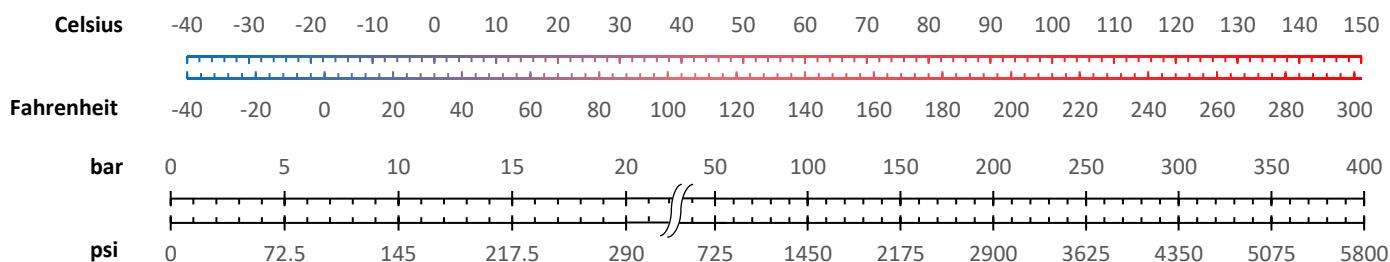 Celsius -40 -30 -20 -10 0 10 20 30 40 50 60 70 80 90 100 110 120 130 140 150
Fahrenheit -40 -20 0 20 40 60 80 100 120 140 160 180 200 220 240 260 280 300
bar 0 5 10 15 20 50 100 150 200 250 300 350 400
psi 0 72.5 145 217.5 290 725 1450 2175 2900 3625 4350 5075 5800